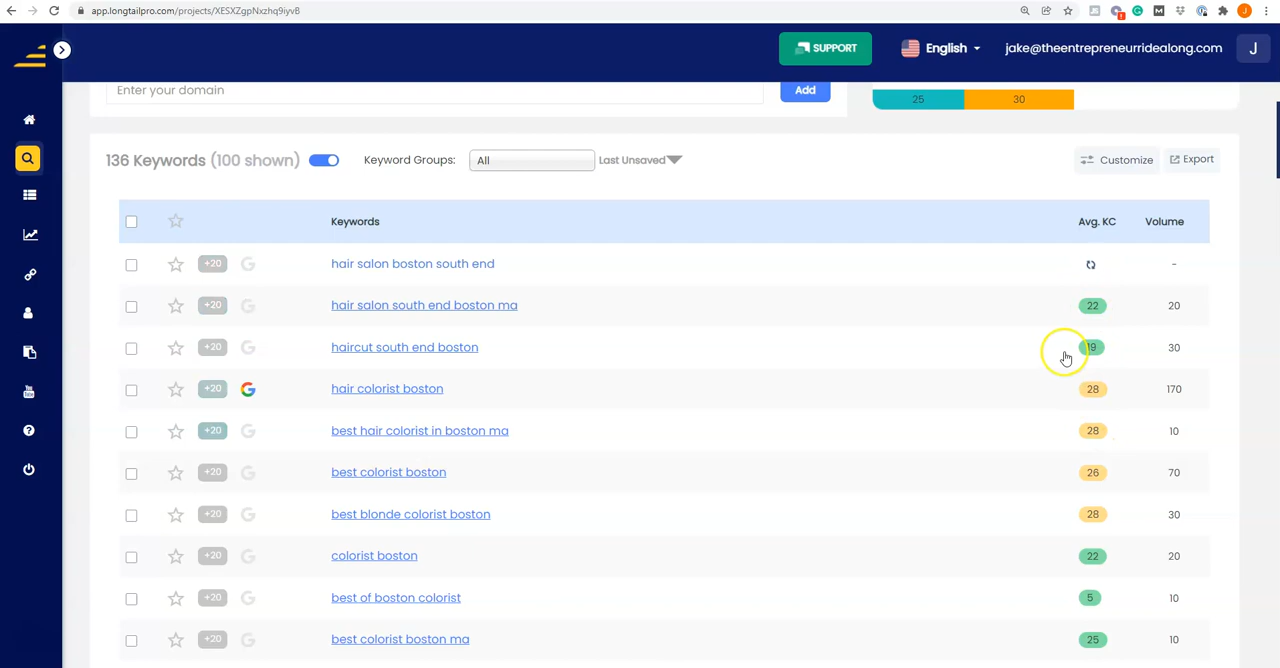 app.longtailpro.com/projects/XESXZgpNxzhq9iyvB
SUPPORT
English
jake@theentrepreneurridealong.com
J
Enter your domain
Add
25
30
136 Keywords (100 shown)
Keyword Groups:
All
Last Unsaved
Customize
Export
Keywords
Avg. KC
Volume
+20
hair salon boston south end
-
+20
hair salon south end boston ma
22
20
+20
haircut south end boston
19
30
+20
hair colorist boston
28
170
+20
best hair colorist in boston ma
28
10
+20
best colorist boston
26
70
+20
best blonde colorist boston
28
30
+20
colorist boston
22
20
+20
best of boston colorist
5
10
+20
best colorist boston ma
25
10